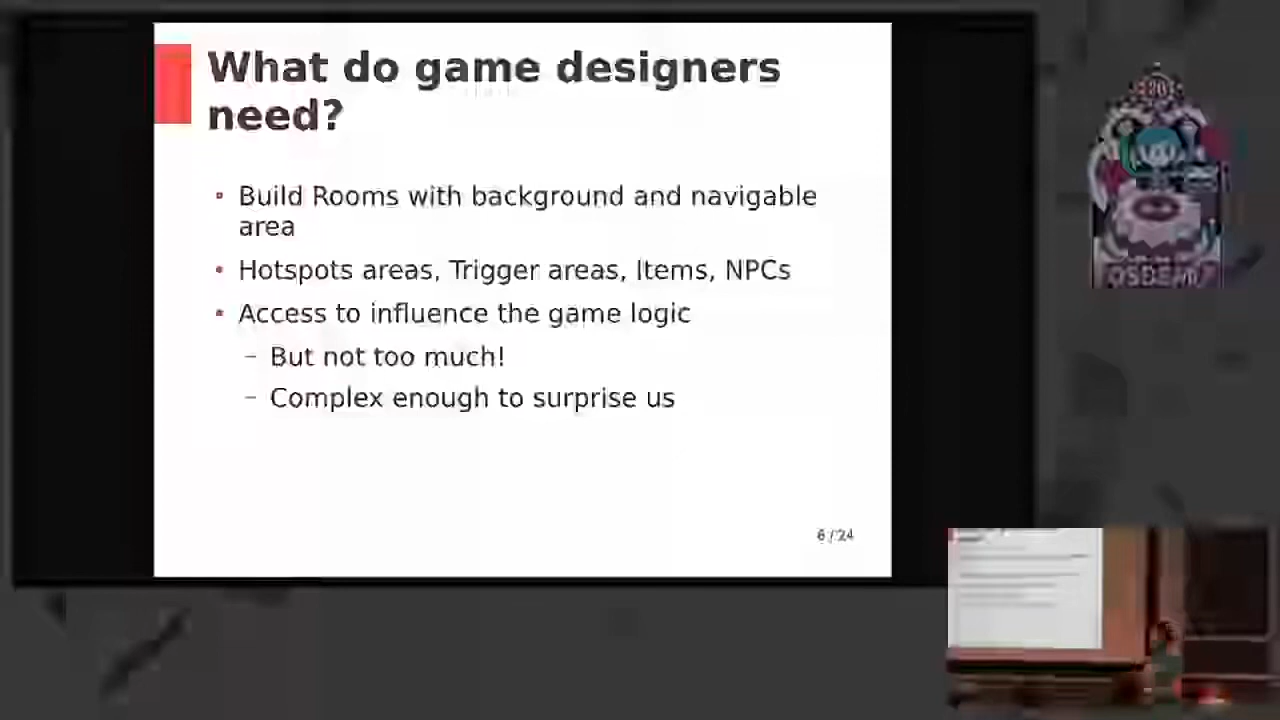 What do game designers
need?
Build Rooms with background and navigable
area
Hotspots areas, Trigger areas, Items, NPCs
Access to influence the game logic
– But not too much!
– Complex enough to surprise us
6 / 24